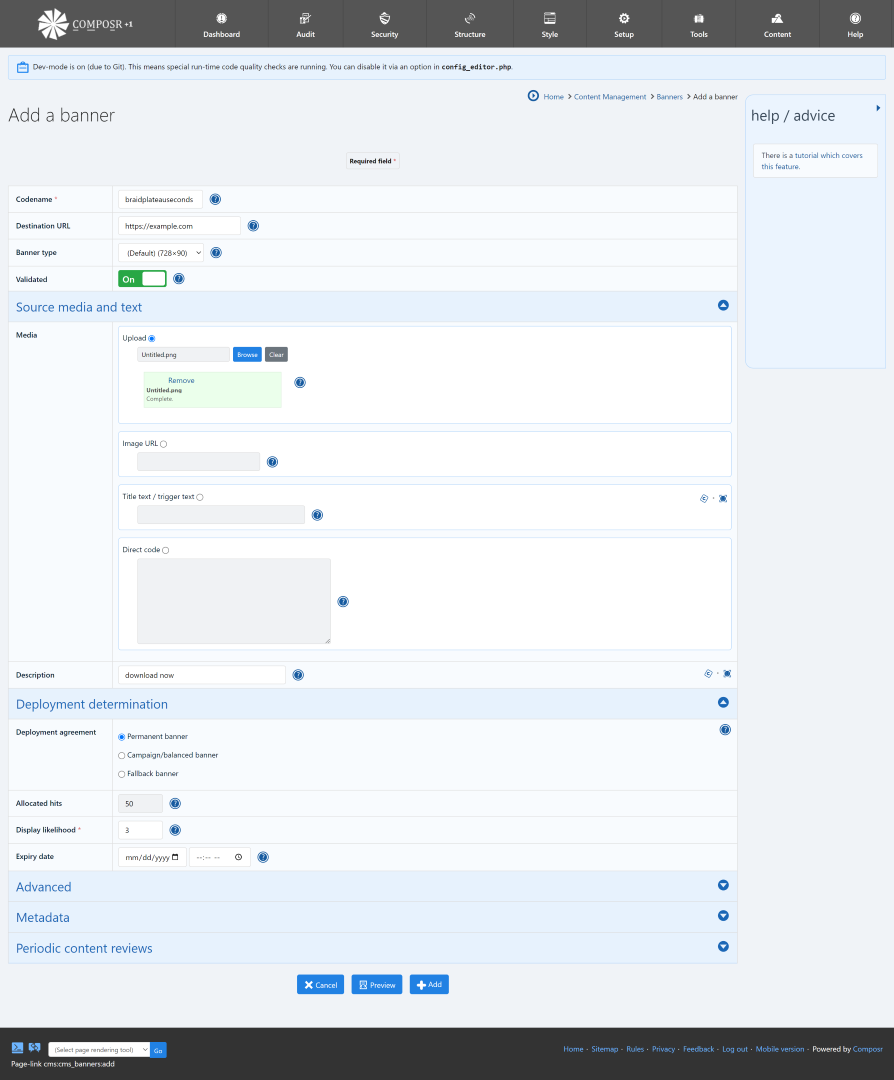 COMPOSR +1
Dashboard
Audit
Security
Structure
Style
Setup
Tools
Content
Help
Dev-mode is on (due to Git). This means special run-time code quality checks are running. You can disable it via an option in config_editor.php.
Home > Content Management > Banners > Add a banner
Add a banner
help / advice
There is a tutorial which covers
this feature.
Required field *
Codename *
braidplateauseconds
Destination URL
https://example.com
Banner type
(Default) (728×90)
Validated
On
Source media and text
Media
Upload
Untitled.png
Browse
Clear
Remove
Untitled.png
Complete.
Image URL
Title text / trigger text
Direct code
Description
download now
Deployment determination
Deployment agreement
Permanent banner
Campaign/balanced banner
Fallback banner
Allocated hits
50
Display likelihood *
3
Expiry date
mm/dd/yyyy
--:-- --
Advanced
Metadata
Periodic content reviews
Cancel
Preview
Add
(Select page rendering tool)
Go
Page-link cms:cms_banners:add
Home · Sitemap · Rules · Privacy · Feedback · Log out · Mobile version · Powered by Composr